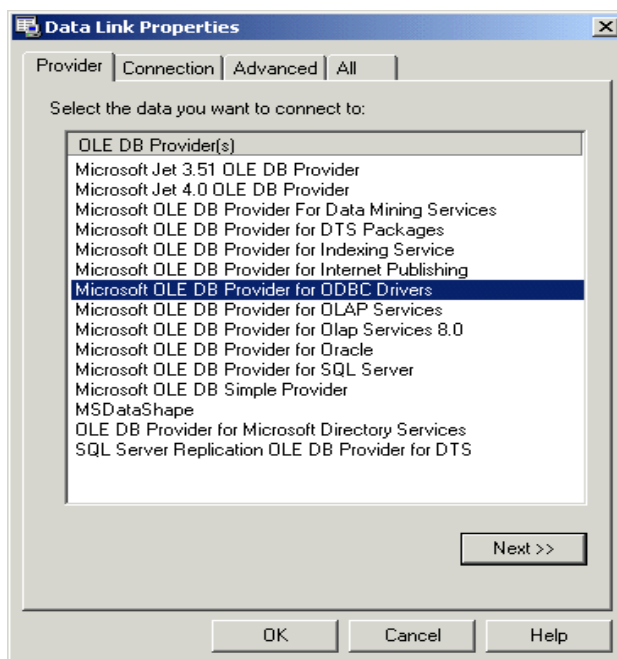 Data Link Properties
Provider Connection Advanced All
Select the data you want to connect to:
OLE DB Provider(s)
Microsoft Jet 3.51 OLE DB Provider
Microsoft Jet 4.0 OLE DB Provider
Microsoft OLE DB Provider For Data Mining Services
Microsoft OLE DB Provider for DTS Packages
Microsoft OLE DB Provider for Indexing Service
Microsoft OLE DB Provider for Internet Publishing
Microsoft OLE DB Provider for ODBC Drivers
Microsoft OLE DB Provider for OLAP Services
Microsoft OLE DB Provider for Olap Services 8.0
Microsoft OLE DB Provider for Oracle
Microsoft OLE DB Provider for SQL Server
Microsoft OLE DB Simple Provider
MSDataShape
OLE DB Provider for Microsoft Directory Services
SQL Server Replication OLE DB Provider for DTS
Next >>
OK Cancel Help